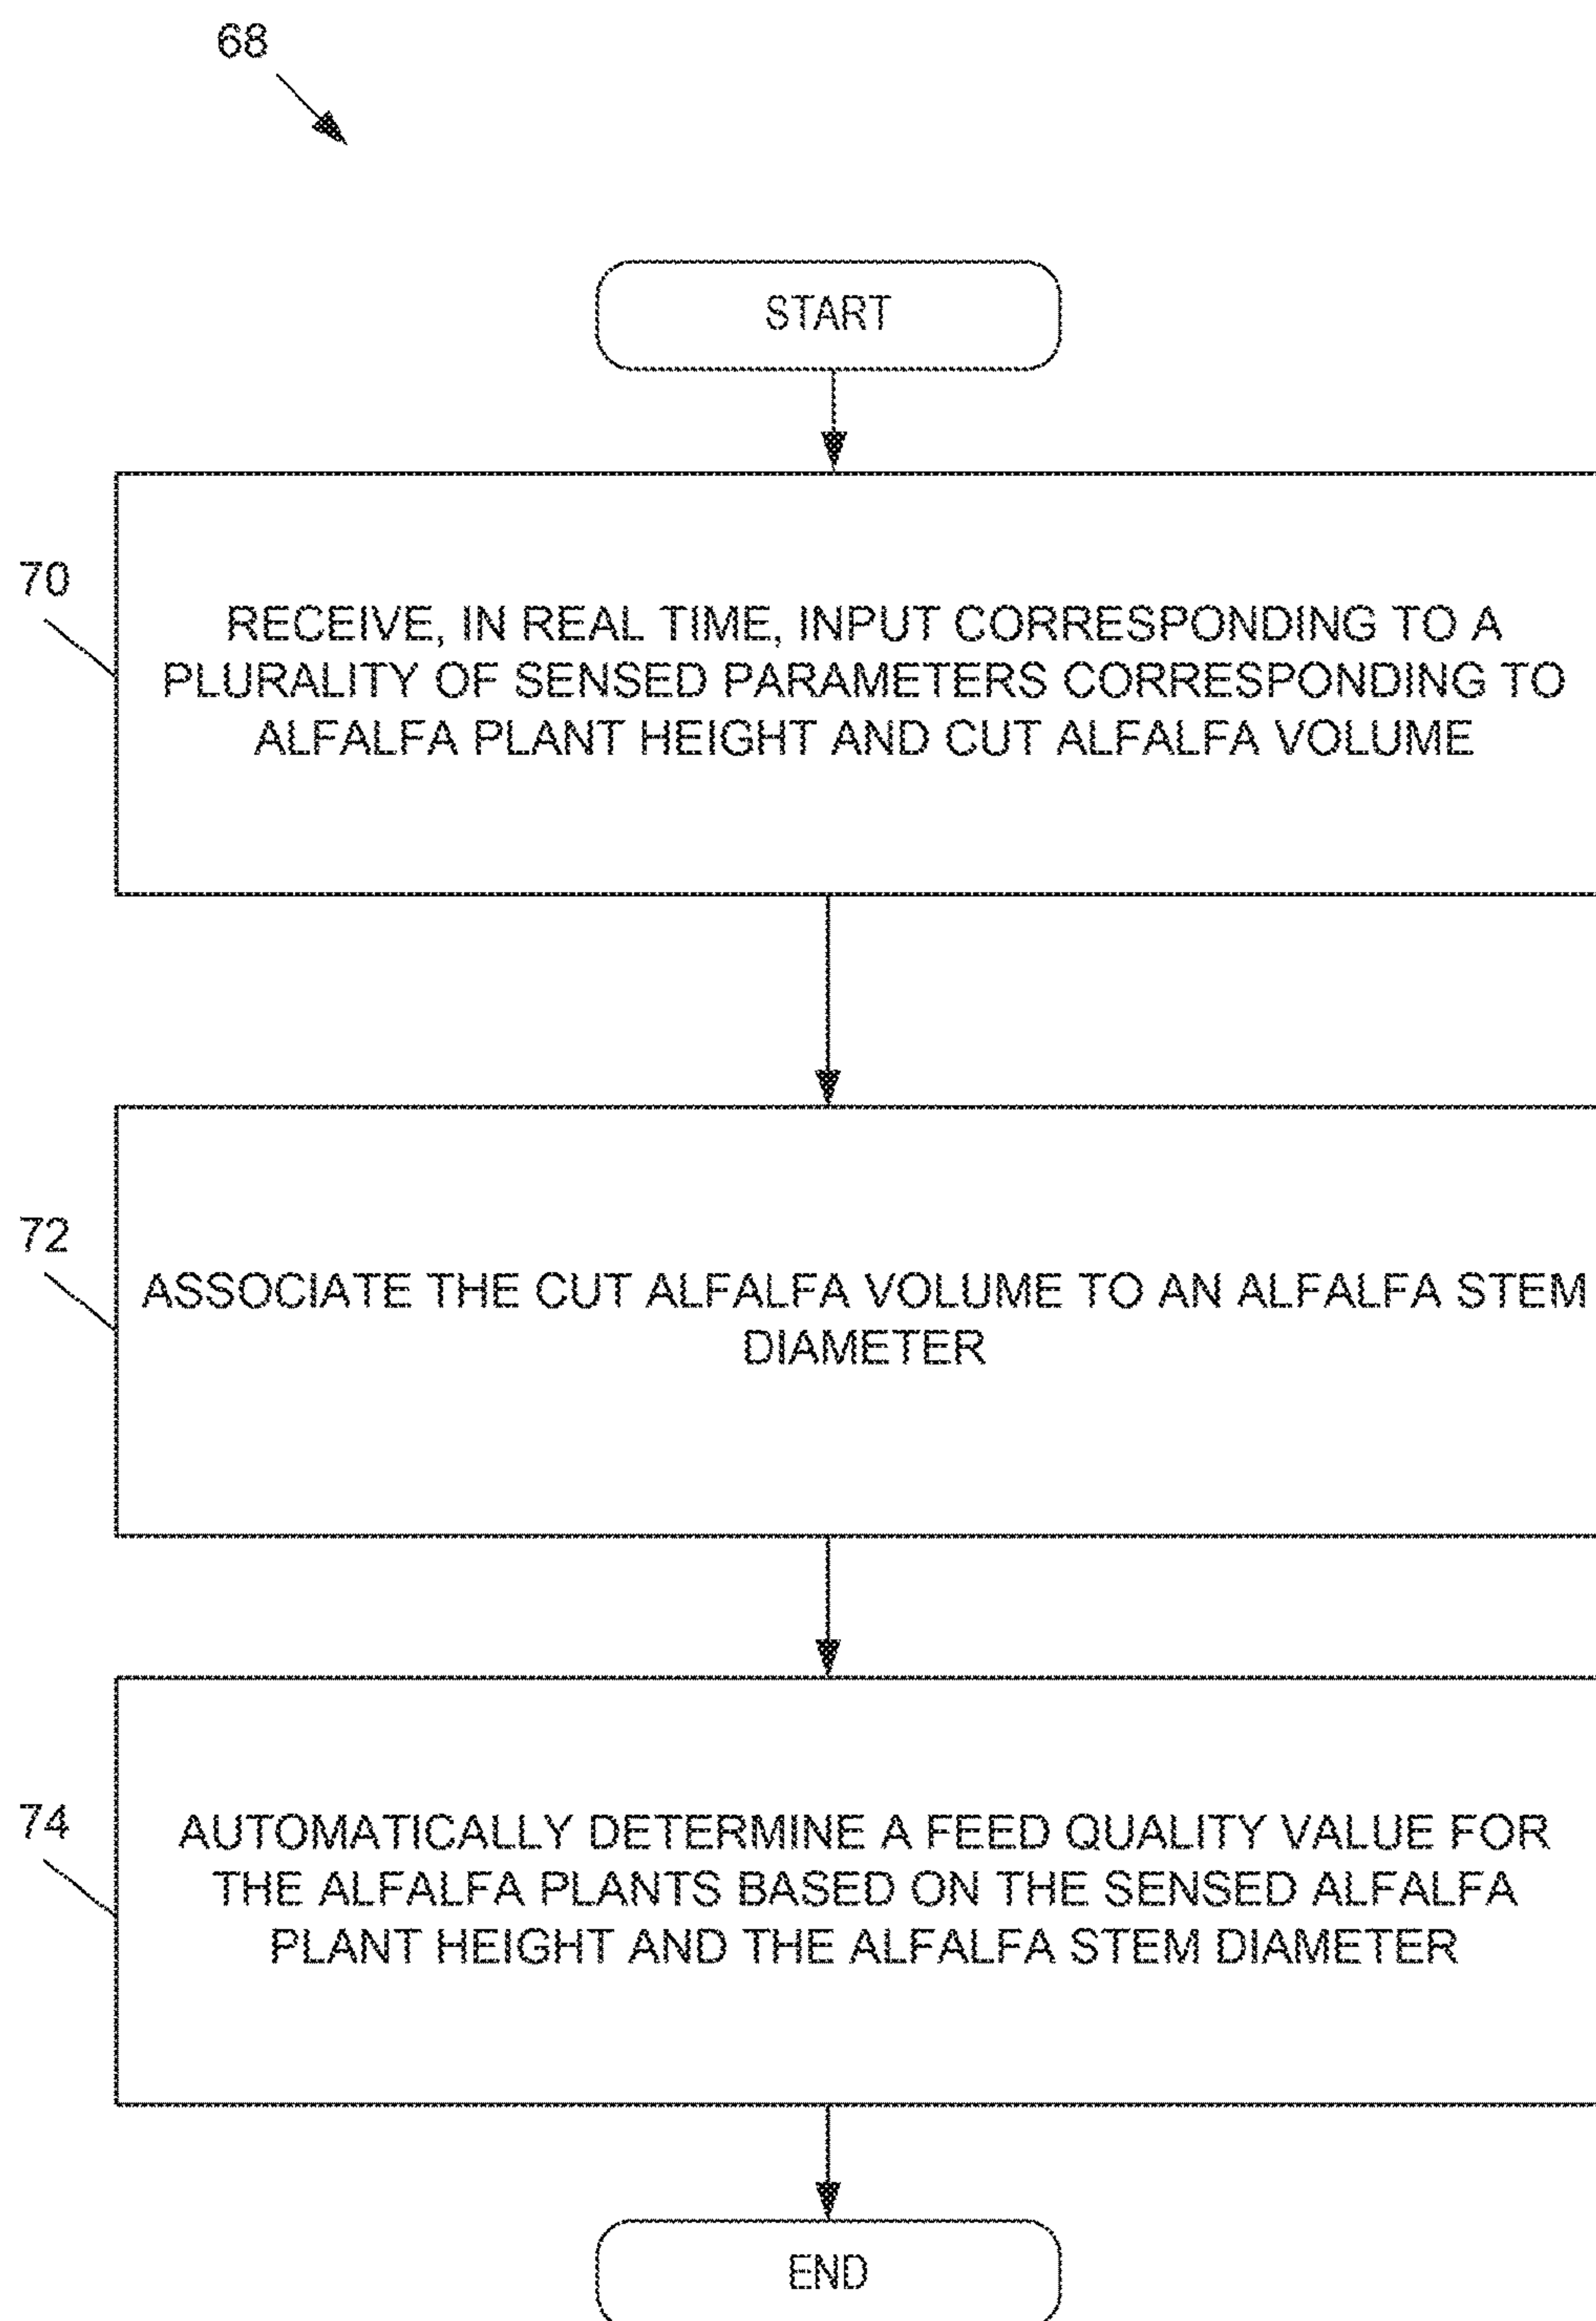 68
START
70
RECEIVE, IN REAL TIME, INPUT CORRESPONDING TO A
PLURALITY OF SENSED PARAMETERS CORRESPONDING TO
ALFALFA PLANT HEIGHT AND CUT ALFALFA VOLUME
72
ASSOCIATE THE CUT ALFALFA VOLUME TO AN ALFALFA STEM
DIAMETER
74
AUTOMATICALLY DETERMINE A FEED QUALITY VALUE FOR
THE ALFALFA PLANTS BASED ON THE SENSED ALFALFA
PLANT HEIGHT AND THE ALFALFA STEM DIAMETER
END